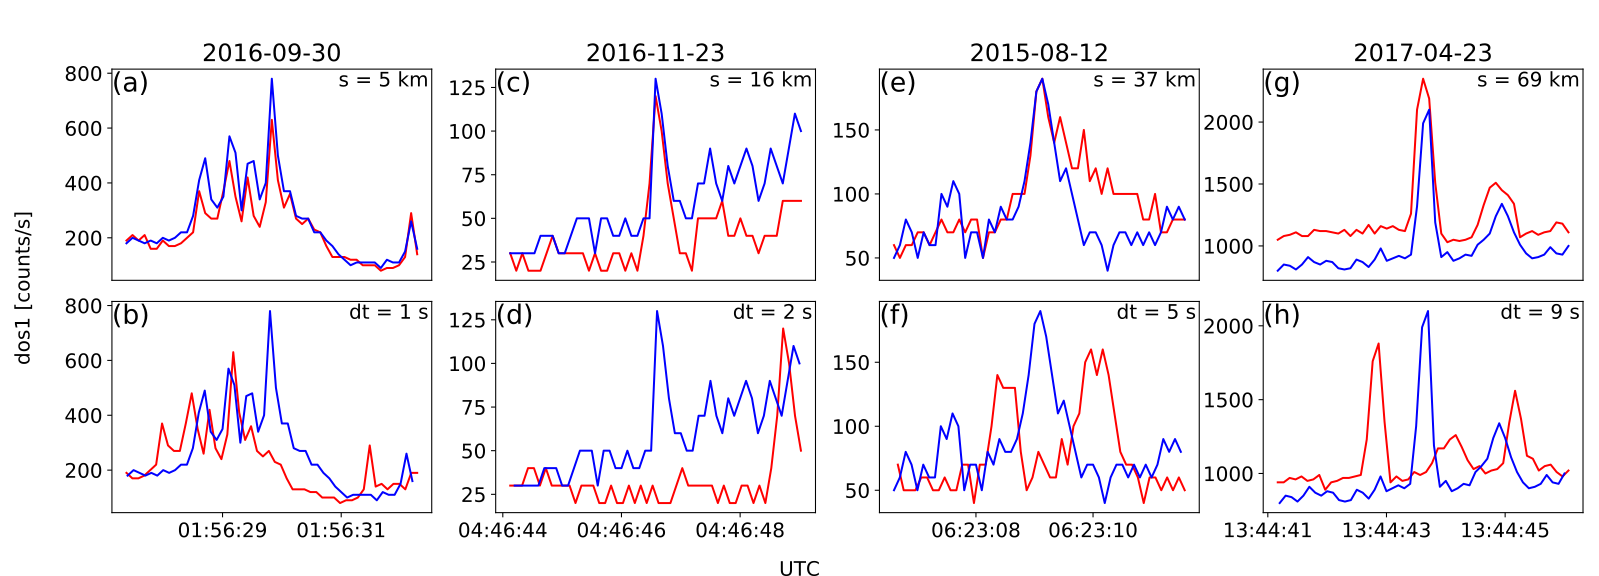 2016-09-30
2016-11-23
2015-08-12
2017-04-23
(a)
s = 5 km
800
600
400
200
(c)
s = 16 km
125
100
75
50
25
(e)
s = 37 km
150
100
50
(g)
s = 69 km
2000
1500
1000
dos1 [counts/s]
(b)
dt = 1 s
800
600
400
200
01:56:29
01:56:31
(d)
dt = 2 s
125
100
75
50
25
04:46:44
04:46:46
04:46:48
(f)
dt = 5 s
150
100
50
06:23:08
06:23:10
(h)
dt = 9 s
2000
1500
1000
13:44:41
13:44:43
13:44:45
UTC